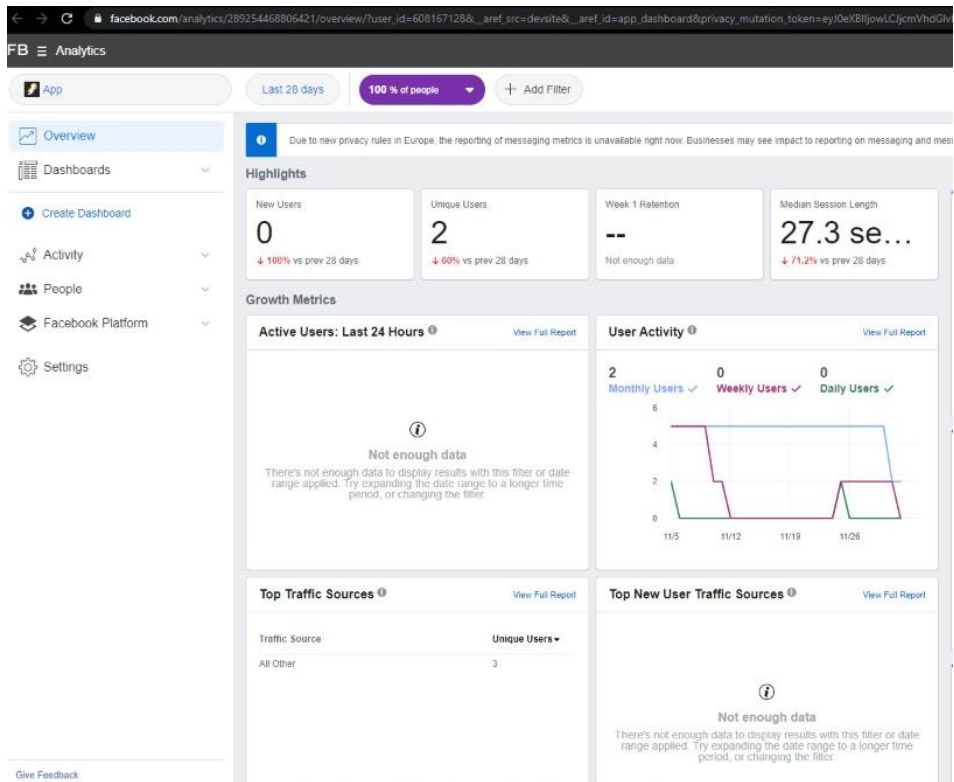 facebook.com/analytics/289254468806421/overview/?user_id=608167128&__aref_src=devsite&__aref_id=app_dashboard&privacy_mutation_token=
FB Analytics
App
Last 28 days
100 % of people
Add Filter
Overview
Dashboards
Create Dashboard
Activity
People
Facebook Platform
Settings
Give Feedback
Due to new privacy rules in Europe, the reporting of messaging metrics is unavailable right now. Businesses may see impact to reporting on messaging and
Highlights
New Users
0
↓ 100% vs prev 28 days
Unique Users
2
↓ 60% vs prev 28 days
Week 1 Retention
--
Not enough data
Median Session Length
27.3 se...
↓ 71.2% vs prev 28 days
Growth Metrics
Active Users: Last 24 Hours
View Full Report
Not enough data
There's not enough data to display results with this filter or date
range applied. Try expanding the date range to a longer time
period, or changing the filter.
User Activity
View Full Report
2 0 0
Monthly Users Weekly Users Daily Users
6
4
2
0
11/5 11/12 11/19 11/26
Top Traffic Sources
View Full Report
Traffic Source Unique Users
All Other 3
Top New User Traffic Sources
View Full Report
Not enough data
There's not enough data to display results with this filter or date
range applied. Try expanding the date range to a longer time
period, or changing the filter.